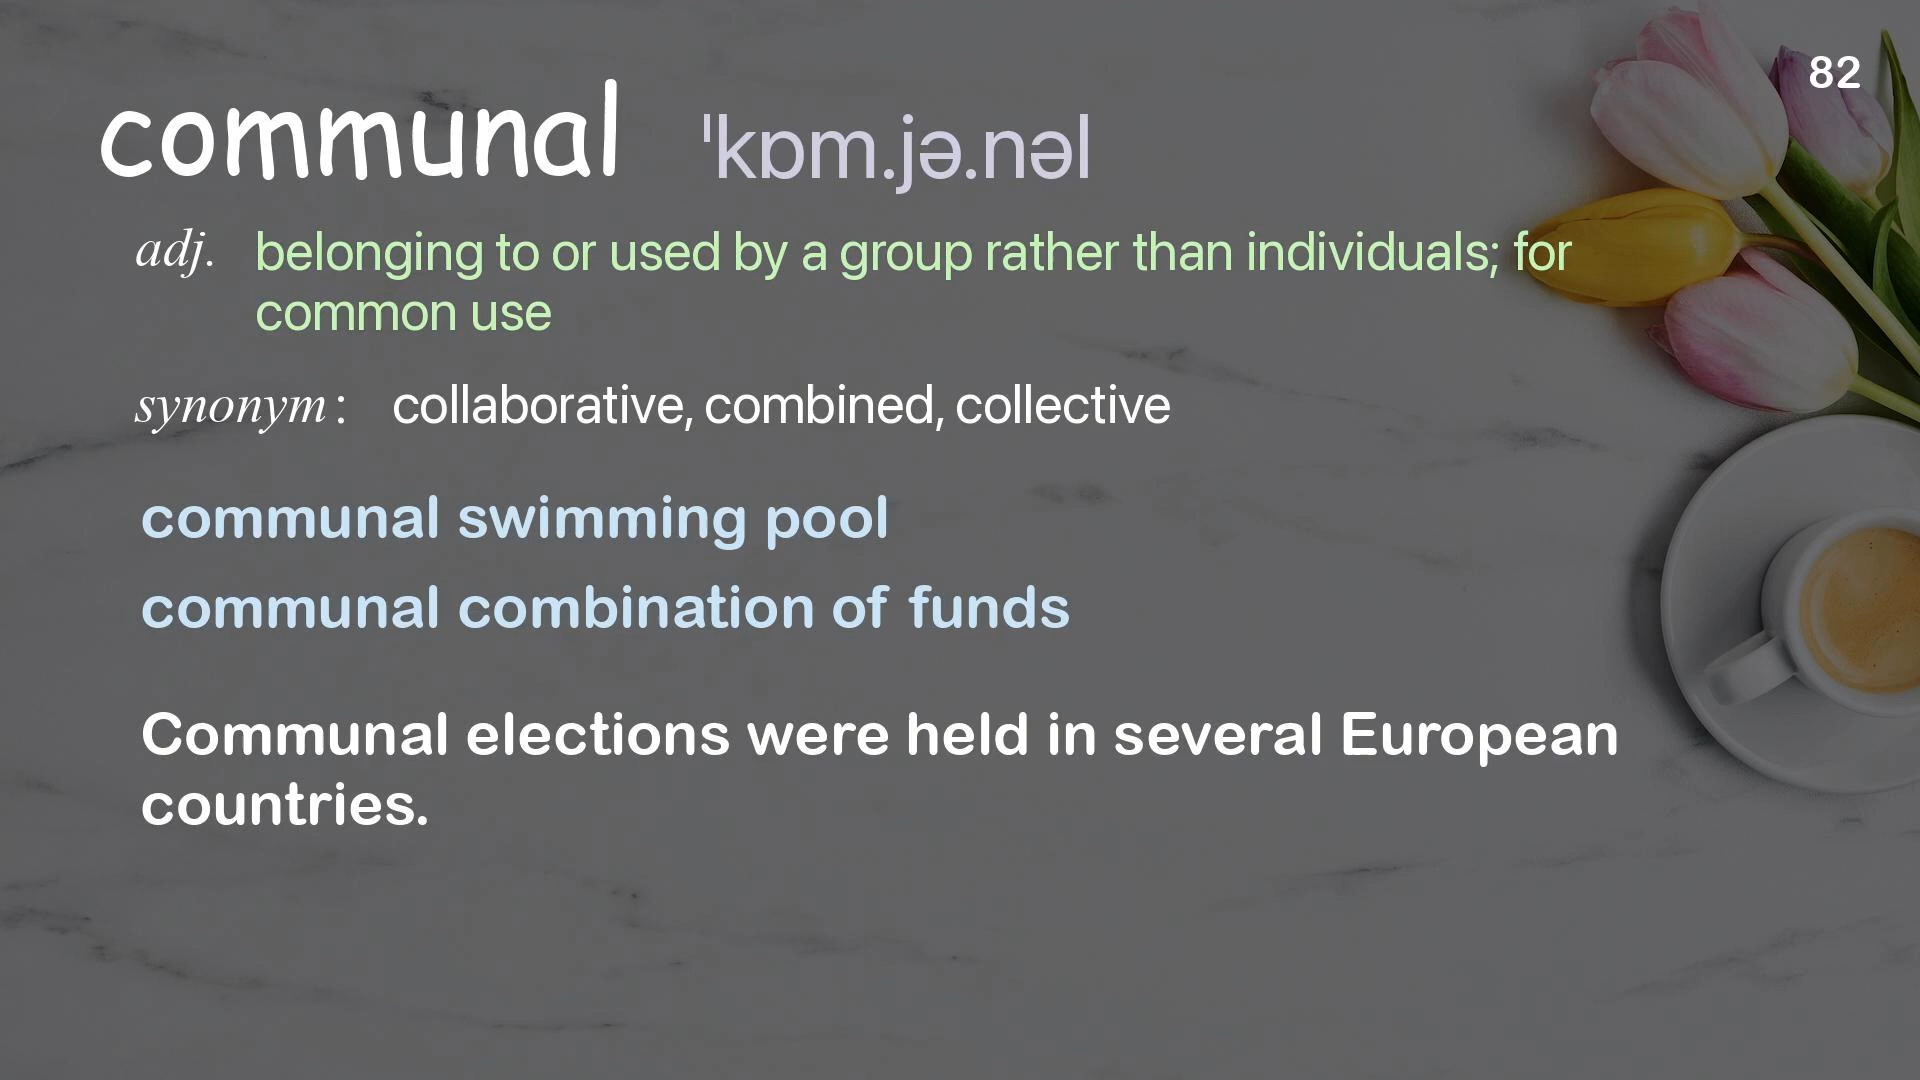 82
communal ˈkɒm.jə.nəl
adj. belonging to or used by a group rather than individuals; for
common use
synonym: collaborative, combined, collective
communal swimming pool
communal combination of funds
Communal elections were held in several European
countries.